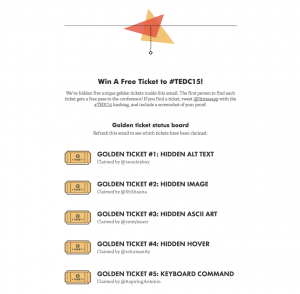 Win A Free Ticket to #TEDC15!
We've hidden five unique golden tickets inside this email. The first person to find each
ticket gets a free pass to the conference! If you find a ticket, tweet @litmusapp with the
#TEDC15 hashtag, and include a screenshot of your proof.
Golden ticket status board
Refresh this email to see which tickets have been claimed:
GOLDEN TICKET #1: HIDDEN ALT TEXT
Claimed by
GOLDEN TICKET #2: HIDDEN IMAGE
Claimed by
GOLDEN TICKET #3: HIDDEN ASCII ART
Claimed by
GOLDEN TICKET #4: HIDDEN HOVER
Claimed by
GOLDEN TICKET #5: KEYBOARD COMMAND
Claimed by @AspiringAntonio